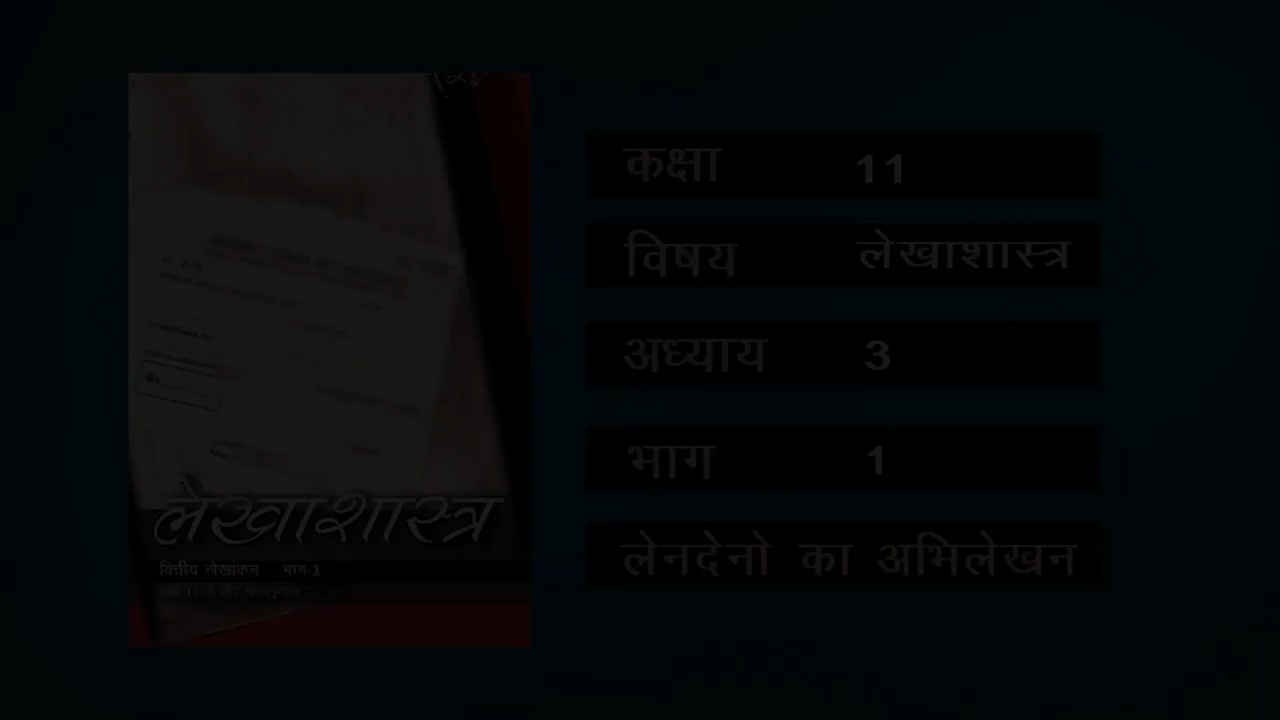 कक्षा 11
विषय लेखाशास्त्र
अध्याय 3
भाग 1
लेनदेनो का अभिलेखन
लेखाशास्त्र
वित्तीय लेखांकन भाग-1